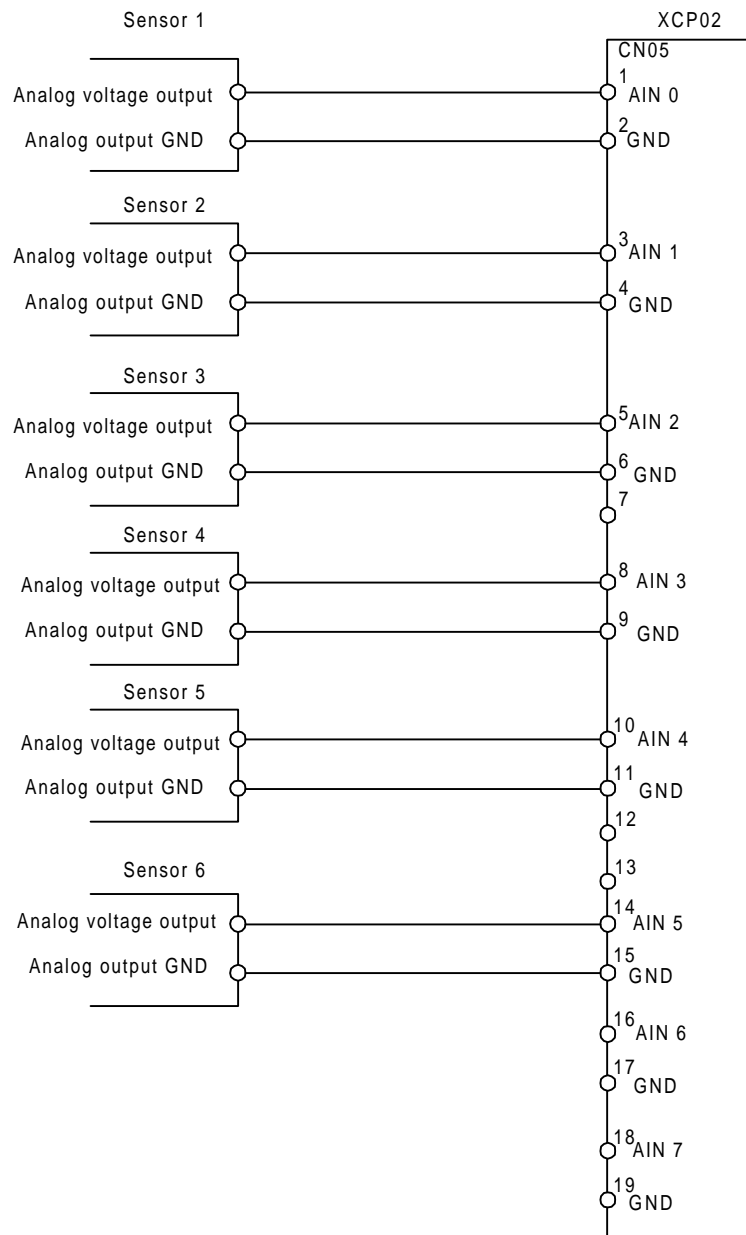 Sensor 1
XCP02
CN05
Analog voltage output
1
AIN 0
Analog output GND
2
GND
Sensor 2
Analog voltage output
3
AIN 1
Analog output GND
4
GND
Sensor 3
Analog voltage output
5
AIN 2
Analog output GND
6
GND
7
Sensor 4
Analog voltage output
8
AIN 3
Analog output GND
9
GND
Sensor 5
Analog voltage output
10
AIN 4
Analog output GND
11
GND
12
Sensor 6
13
Analog voltage output
14
AIN 5
Analog output GND
15
GND
16
AIN 6
17
GND
18
AIN 7
19
GND